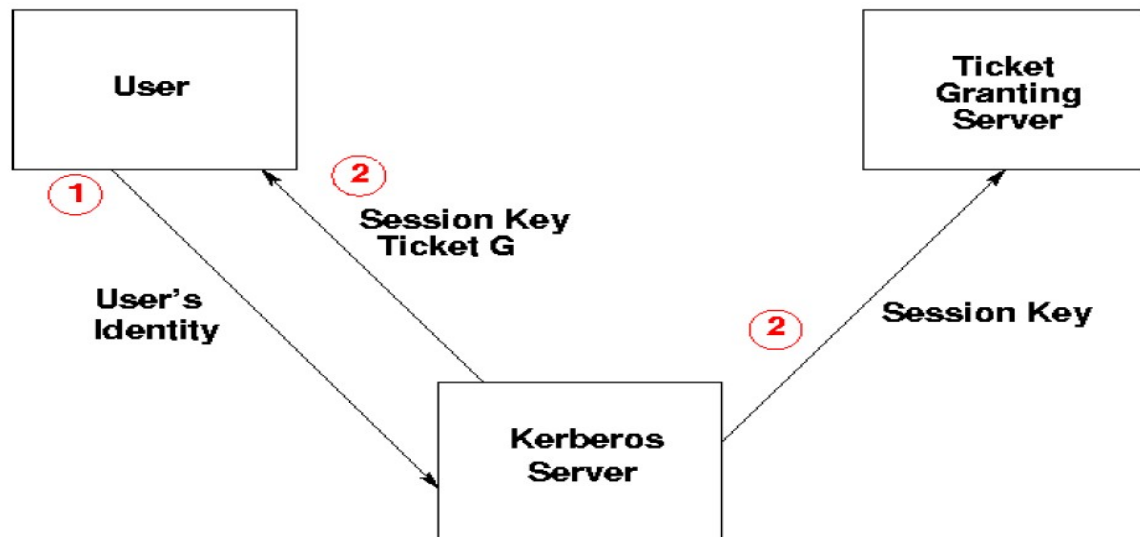 User
Ticket
Granting
Server
1
2
Session Key
Ticket G
User's
Identity
2
Session Key
Kerberos
Server